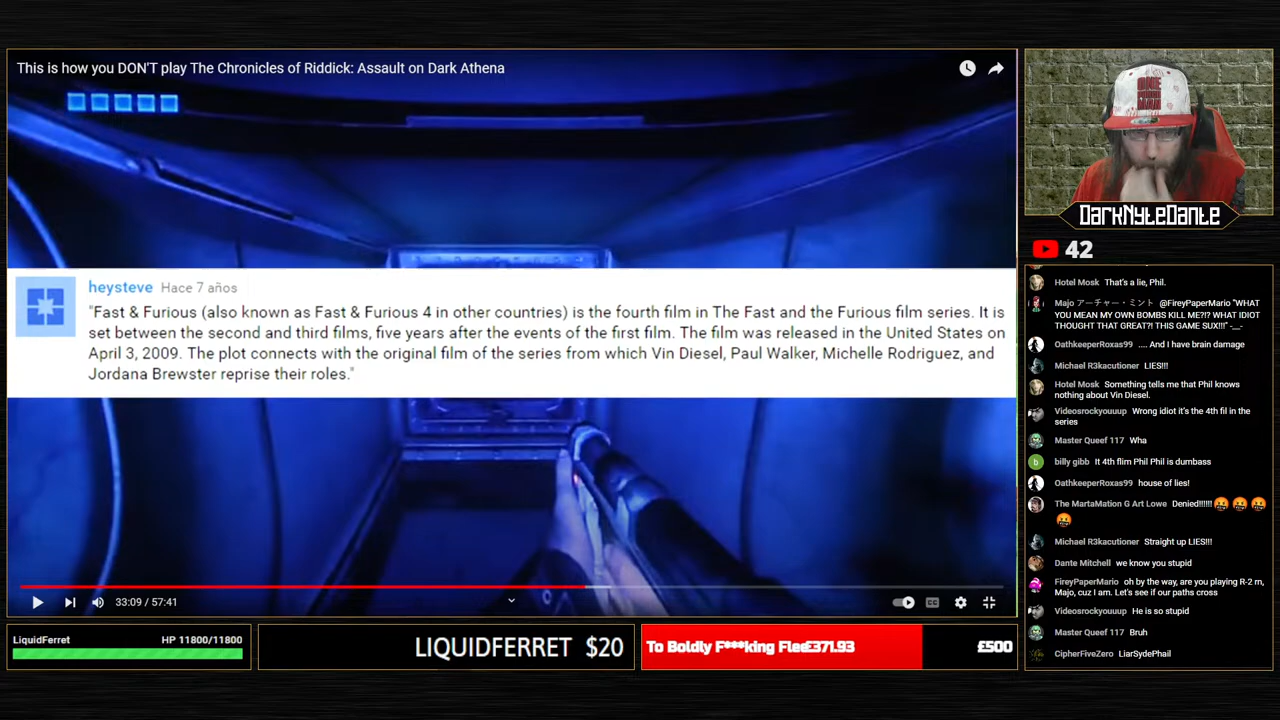 This is how you DON'T play The Chronicles of Riddick: Assault on Dark Athena
heysteve Hace 7 años
"Fast & Furious (also known as Fast & Furious 4 in other countries) is the fourth film in The Fast and the Furious film series. It is
set between the second and third films, five years after the events of the first film. The film was released in the United States on
April 3, 2009. The plot connects with the original film of the series from which Vin Diesel, Paul Walker, Michelle Rodriguez, and
Jordana Brewster reprise their roles."
33:09 / 57:41
LiquidFerret HP 11800/11800
LIQUIDFERRET $20
To Boldly F***king Flee£371.93 £500
DarkNyteDante
42
Hotel Mosk That's a lie, Phil.
Majo アーチャー・ミント @FireyPaperMario "WHAT
YOU MEAN MY OWN BOMBS KILL ME?!? WHAT IDIOT
THOUGHT THAT GREAT?! THIS GAME SUX!!!" -__-
OathkeeperRoxas99 .... And I have brain damage
Michael R3kacutioner LIES!!!
Hotel Mosk Something tells me that Phil knows
nothing about Vin Diesel.
Videosrockyouuup Wrong idiot it's the 4th fil in the
series
Master Queef 117 Wha
billy gibb It 4th flim Phil Phil is dumbass
OathkeeperRoxas99 house of lies!
The MartaMation G Art Lowe Denied!!!!!!
Michael R3kacutioner Straight up LIES!!!
Dante Mitchell we know you stupid
FireyPaperMario oh by the way, are you playing R-2 rn,
Majo, cuz I am. Let's see if our paths cross
Videosrockyouuup He is so stupid
Master Queef 117 Bruh
CipherFiveZero LiarSydePhail